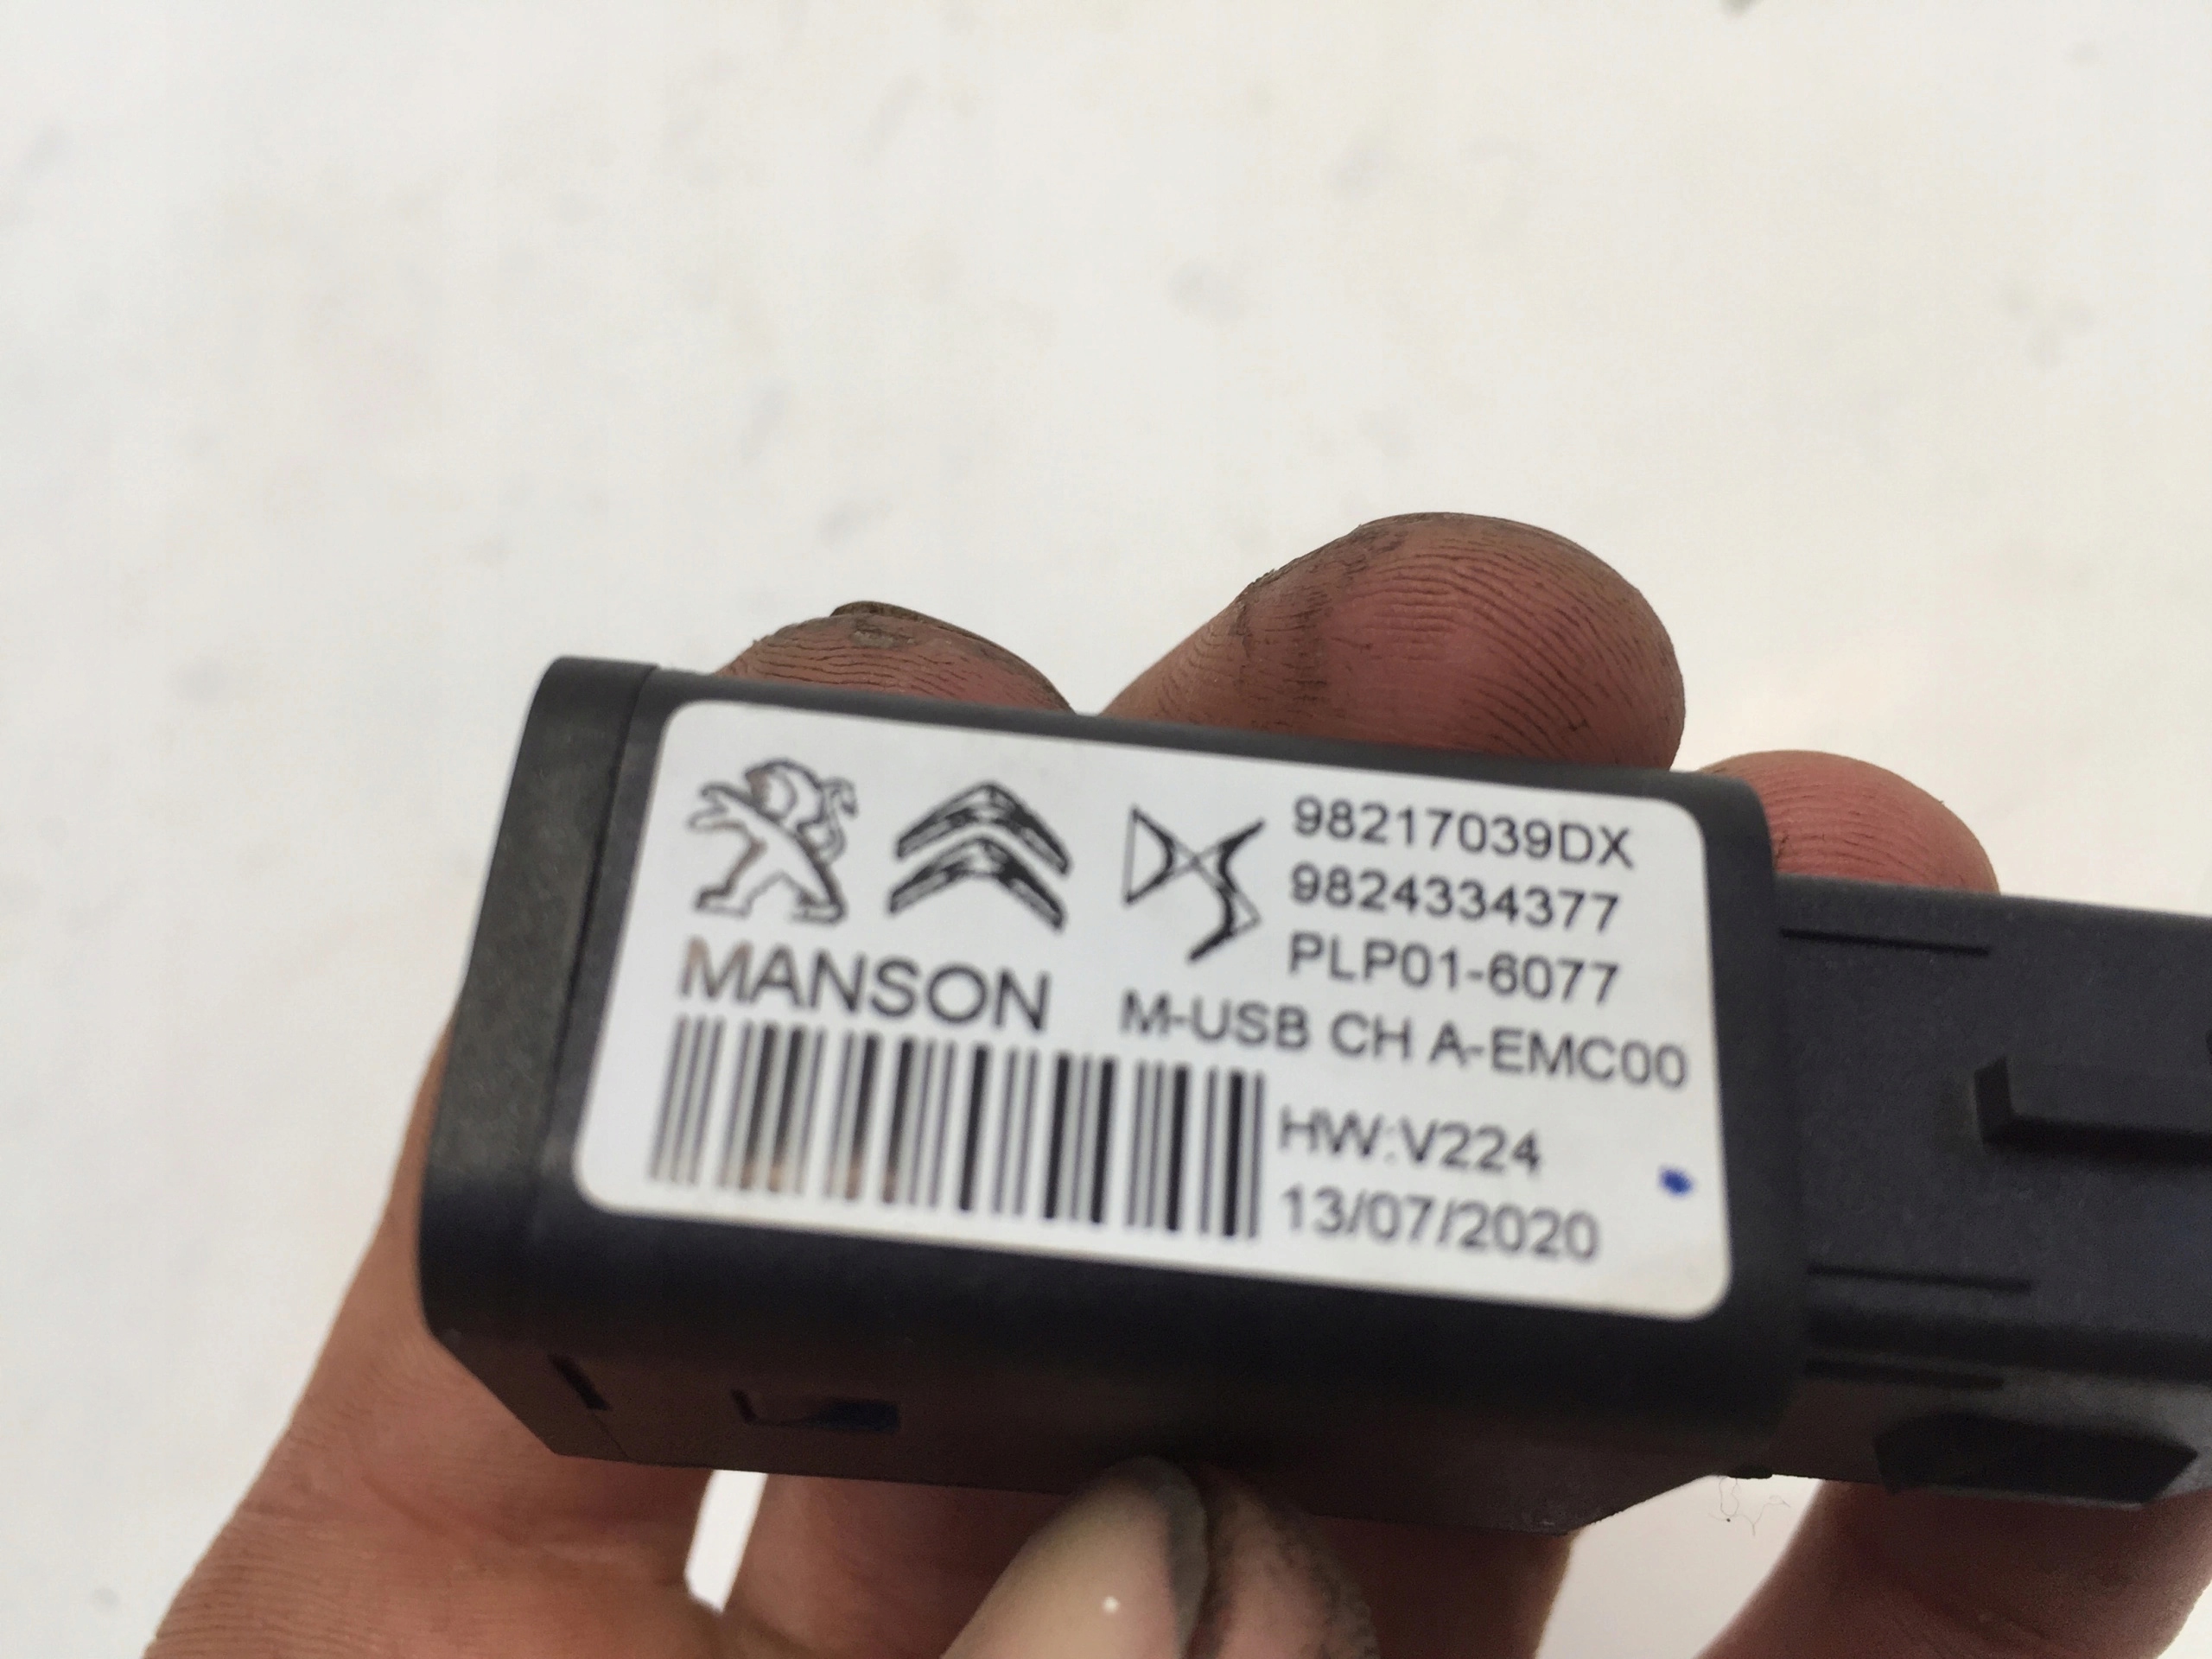 98217039DX
9824334377
PLP01-6077
MANSON
M-USB CH A-EMC00
HW:V224
13/07/2020